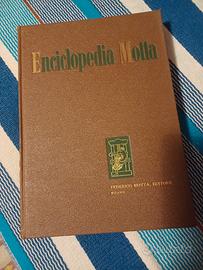 Enciclopedia Motta
FEDERICO MOTTA, EDITORE
MILANO